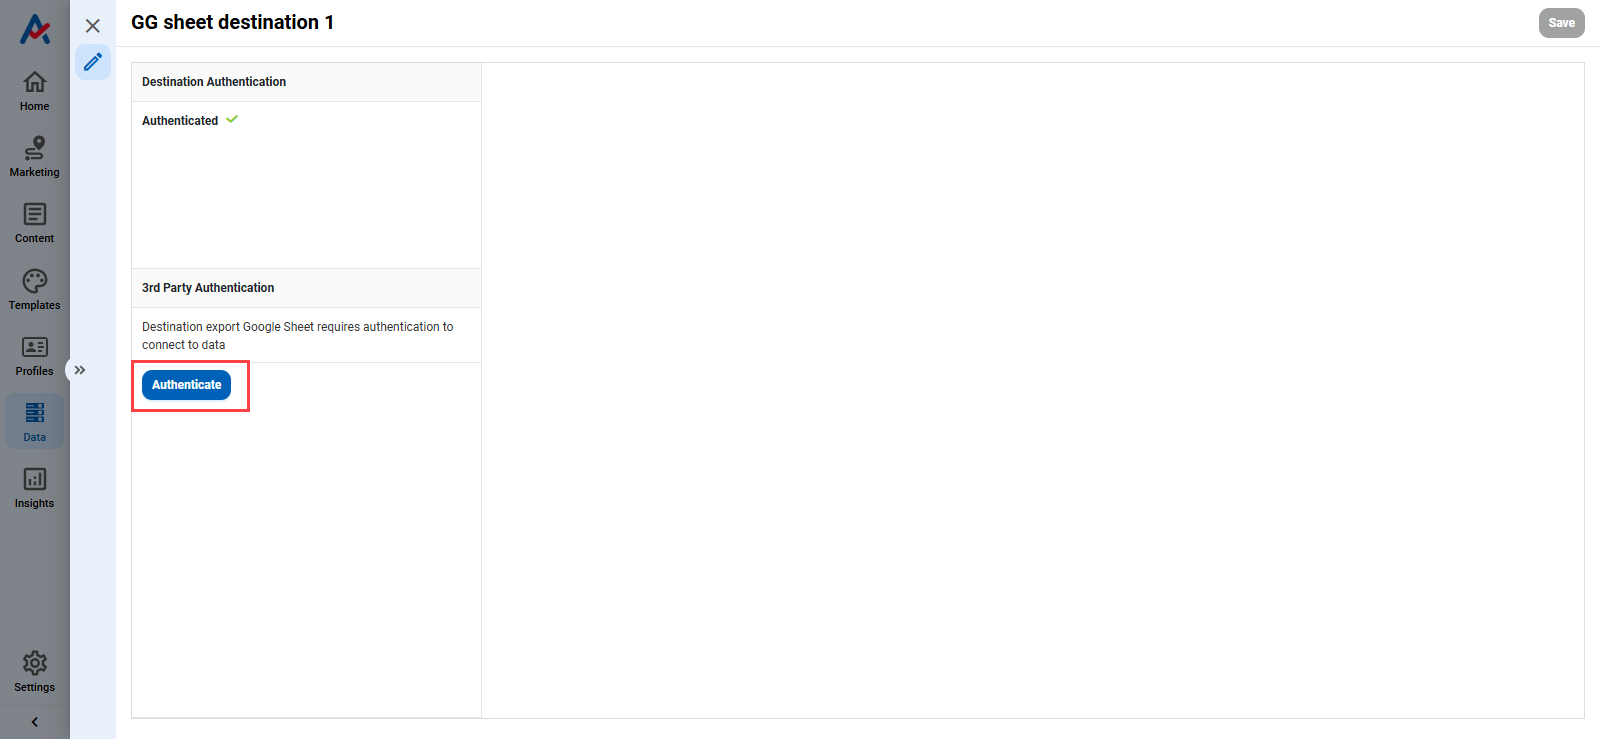 GG sheet destination 1
Save
Home
Marketing
Content
Templates
Profiles
Data
Insights
Settings
Destination Authentication
Authenticated
3rd Party Authentication
Destination export Google Sheet requires authentication to
connect to data
Authenticate